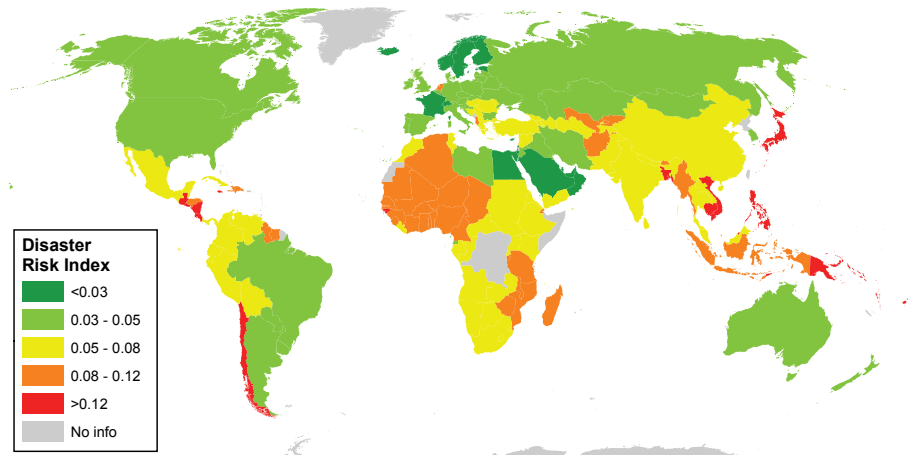 Disaster
Risk Index
<0.03
0.03 - 0.05
0.05 - 0.08
0.08 - 0.12
>0.12
No info